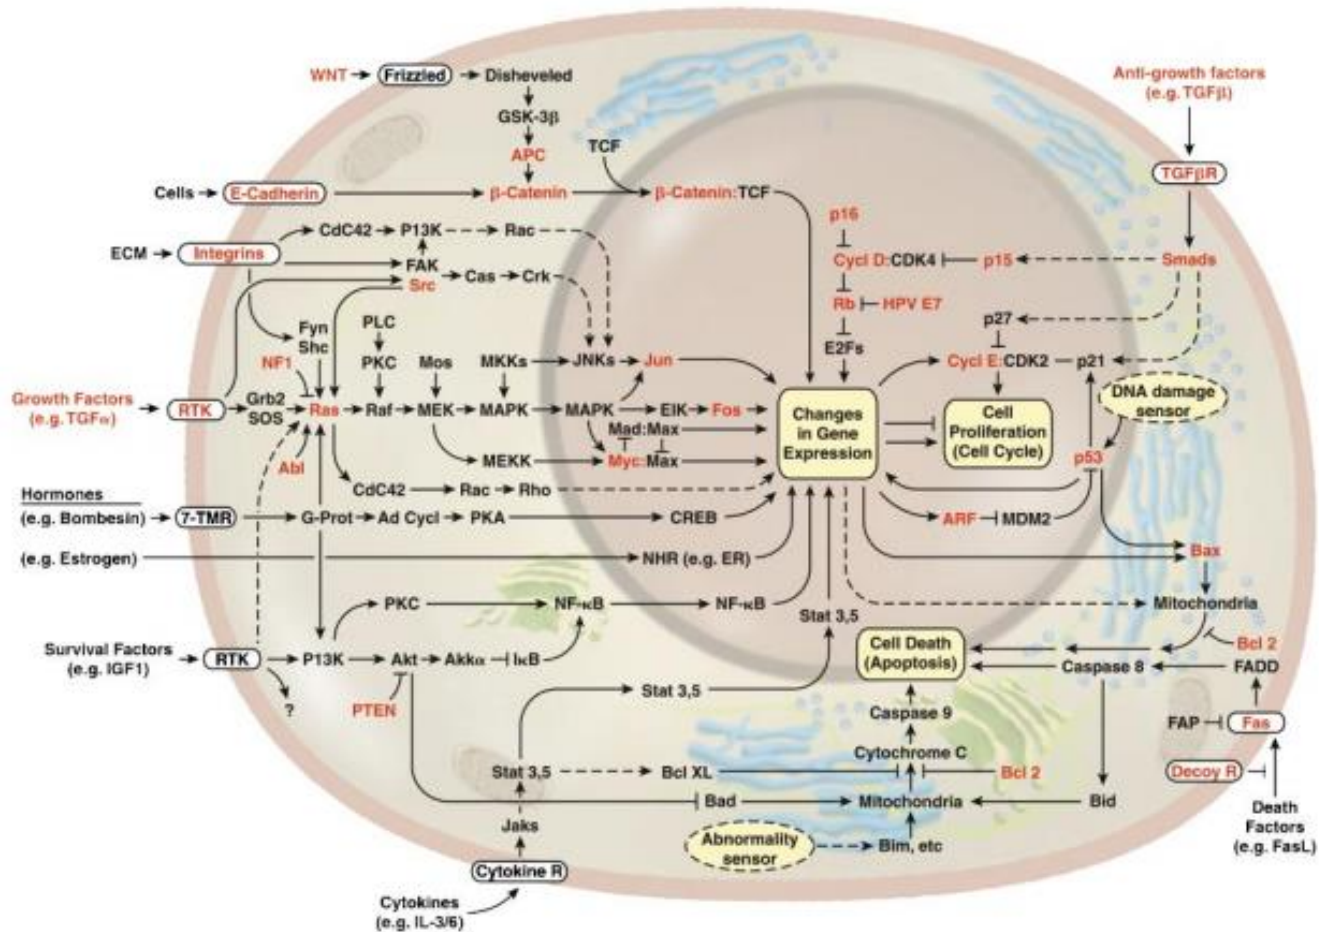 WNT
Frizzled
Disheveled
GSK-3β
APC
TCF
Cells
E-Cadherin
β-Catenin
β-Catenin:TCF
Anti-growth factors
(e.g. TGFβ)
TGFβR
Smads
p16
Cycl D:CDK4
p15
Rb
HPV E7
E2Fs
p27
Cycl E:CDK2
p21
DNA damage
sensor
ECM
Integrins
CdC42
P13K
Rac
FAK
Src
Cas
Crk
Fyn
Shc
NF1
PLC
PKC
Mos
MKKs
JNKs
Jun
Growth Factors
(e.g. TGFα)
RTK
Grb2
SOS
Ras
Raf
MEK
MAPK
MAPK
ElK
Fos
Mad:Max
Myc:Max
Abl
MEKK
CdC42
Rac
Rho
Changes
in Gene
Expression
Cell
Proliferation
(Cell Cycle)
p53
ARF
MDM2
Bax
Hormones
(e.g. Bombesin)
7-TMR
G-Prot
Ad Cycl
PKA
CREB
(e.g. Estrogen)
NHR (e.g. ER)
PKC
NF-κB
NF-κB
Stat 3,5
Mitochondria
Bcl 2
Survival Factors
(e.g. IGF1)
RTK
P13K
Akt
Akkα
IκB
?
PTEN
Stat 3,5
Cell Death
(Apoptosis)
Caspase 8
FADD
FAP
Fas
Caspase 9
Cytochrome C
Stat 3,5
Bcl XL
Bcl 2
Decoy R
Bad
Mitochondria
Bid
Death
Factors
(e.g. FasL)
Jaks
Abnormality
sensor
Bim, etc
Cytokine R
Cytokines
(e.g. IL-3/6)